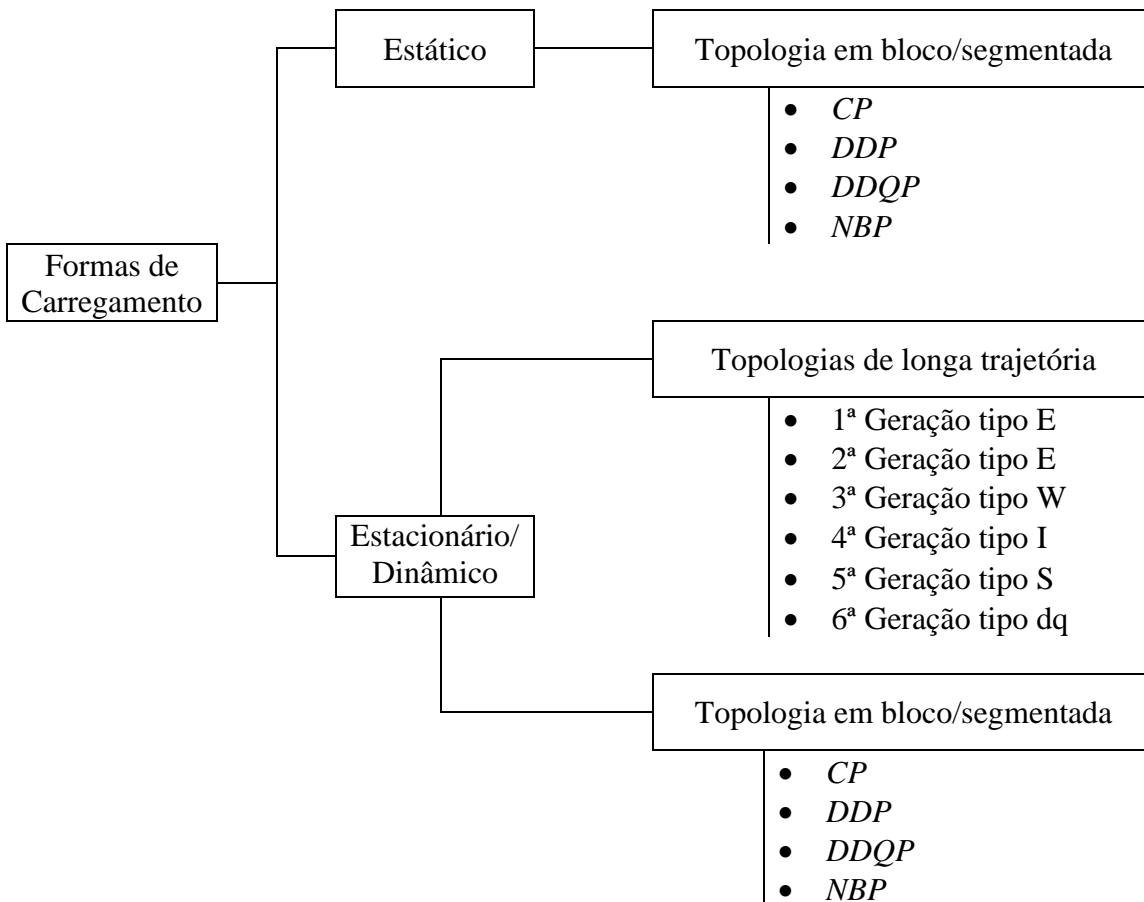 Estático
Topologia em bloco/segmentada
• CP
• DDP
• DDQP
• NBP
Formas de
Carregamento
Topologias de longa trajetória
• 1ª Geração tipo E
• 2ª Geração tipo E
• 3ª Geração tipo W
• 4ª Geração tipo I
• 5ª Geração tipo S
• 6ª Geração tipo dq
Estacionário/
Dinâmico
Topologia em bloco/segmentada
• CP
• DDP
• DDQP
• NBP